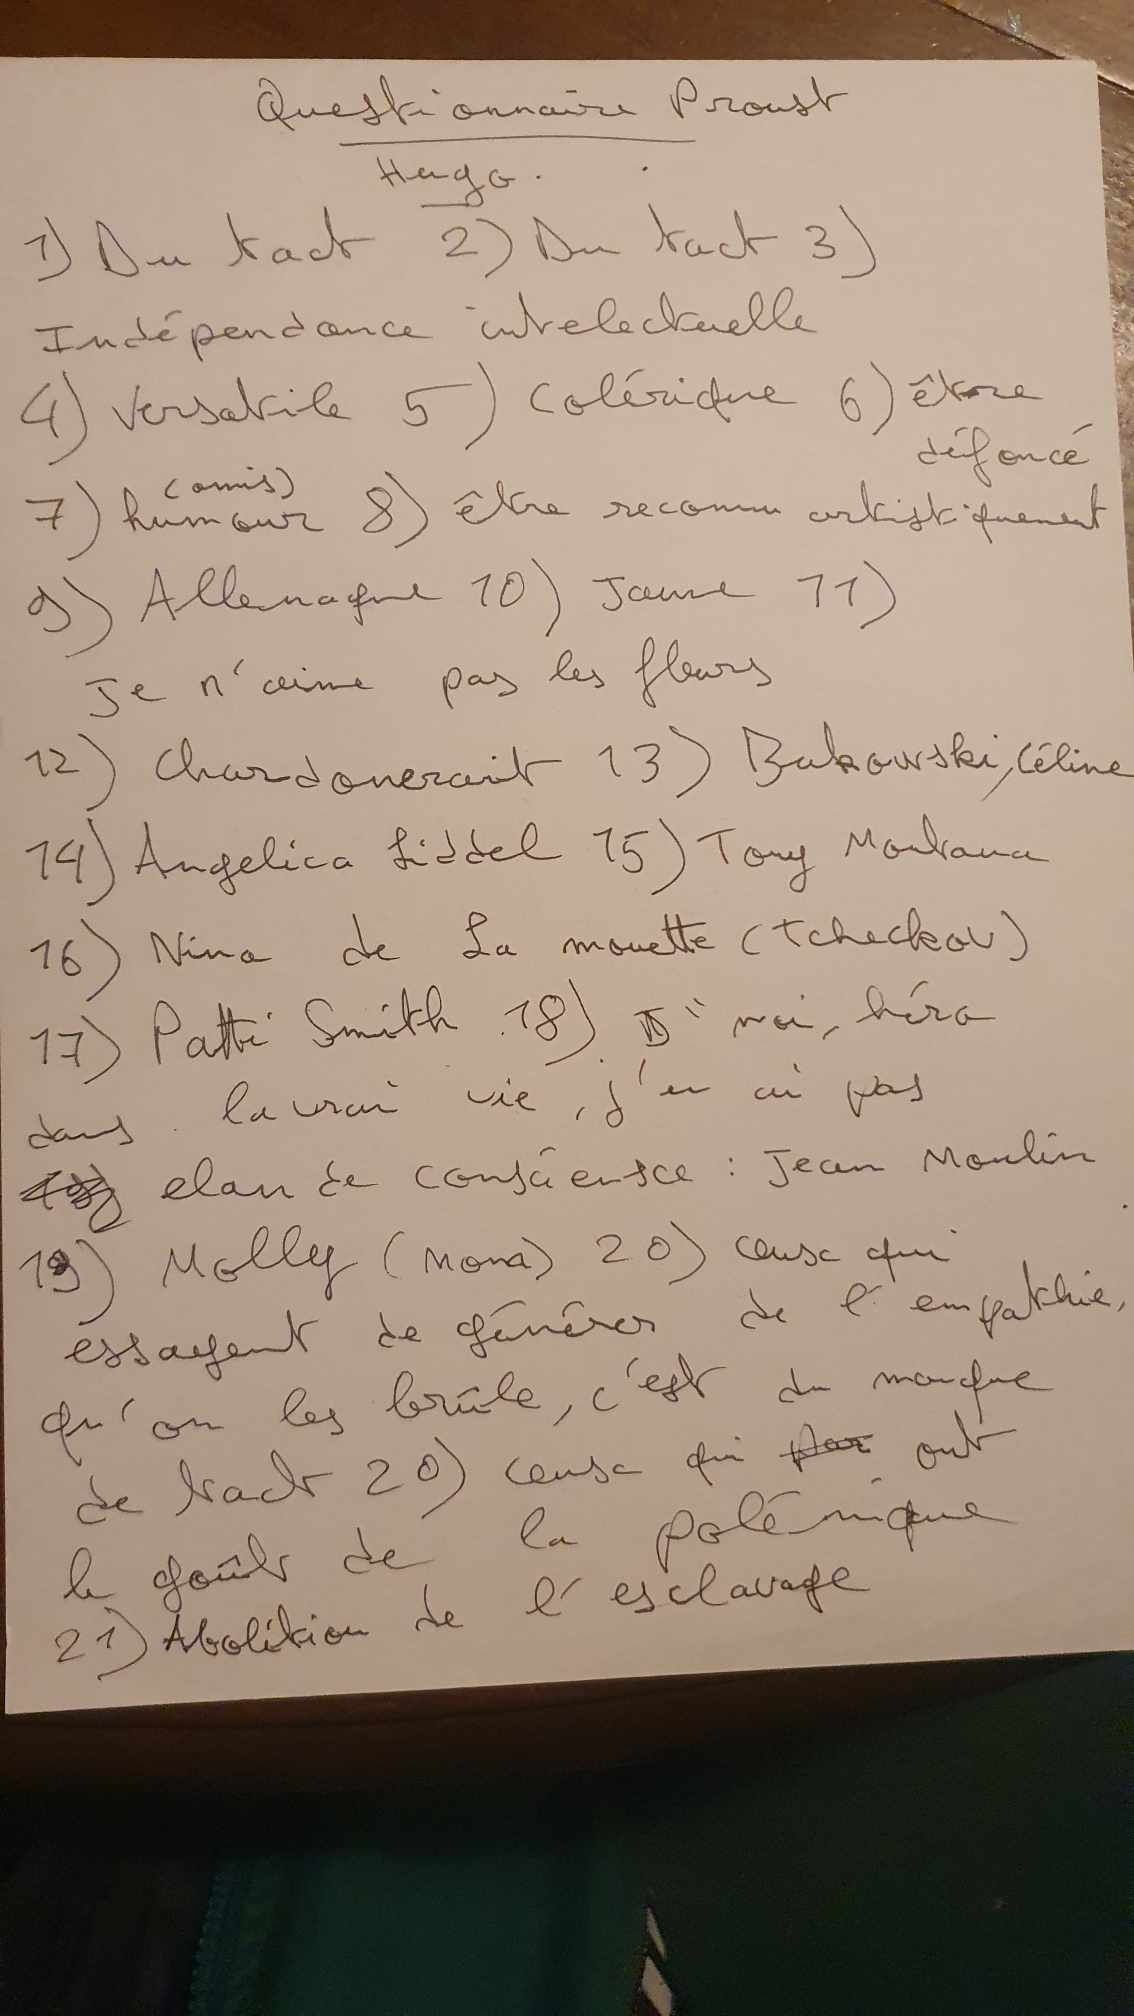 Questionnaire Proust
Hugo.
1) Du tact 2) Du tact 3)
Indépendance intelectuelle
4) Versatile 5) Colérique 6) être
défoncé
(amis)
7) humour 8) être reconnu artistiquement
9) Allemagne 10) Jaune 11)
Je n'aime pas les fleurs
12) Chardonerait 13) Bukowski, Céline
14) Angelica Liddel 15) Tony Montana
16) Nina de La mouette (Tcheckov)
17) Patti Smith 18) moi, héro
dans la vrai vie, j'en ai pas
elan de consciensce : Jean Moulin
19) Molly (Mona) 20) ceux qui
essayent de générer de l'empathie,
qu'on les brûle, c'est du manque
de tact 20) ceux qui ont
le goût de la polémique
21) Abolition de l'esclavage